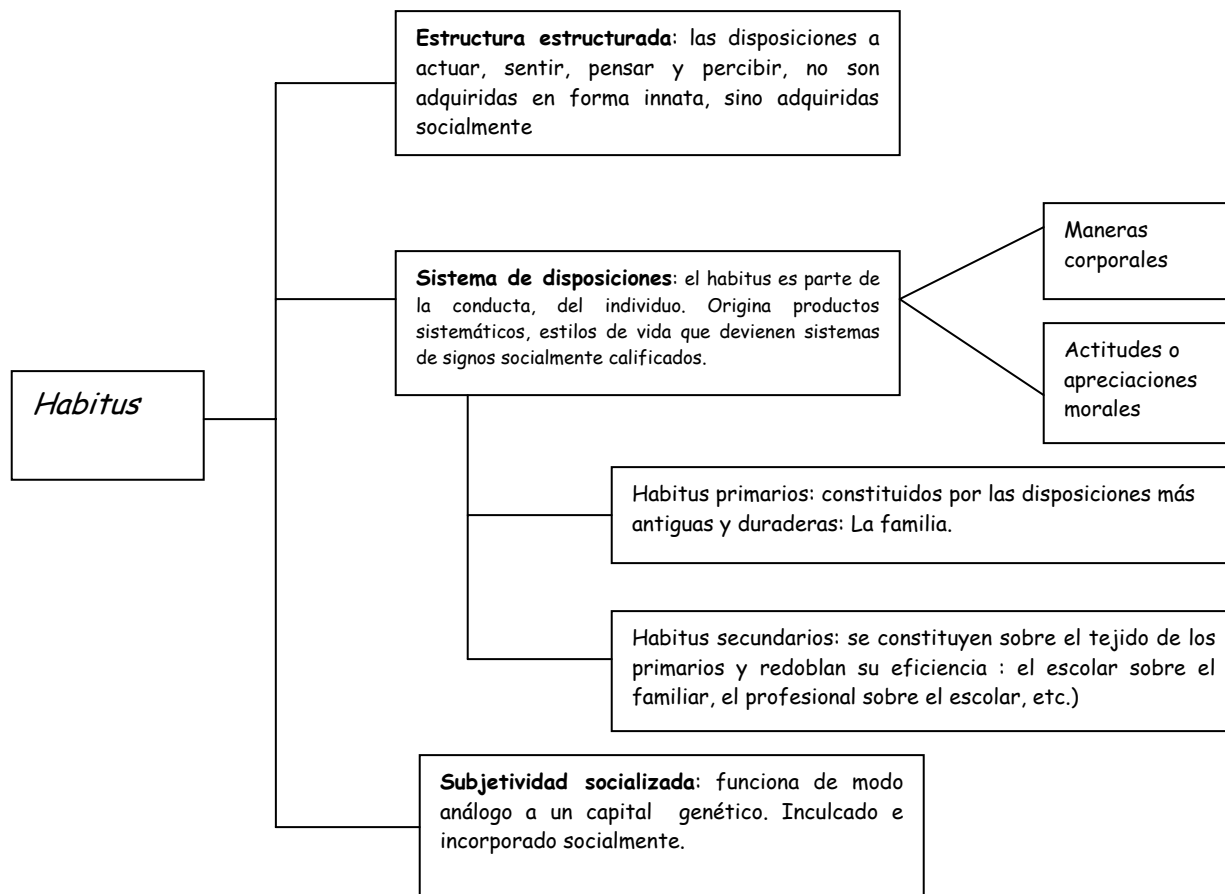 Estructura estructurada: las disposiciones a
actuar, sentir, pensar y percibir, no son
adquiridas en forma innata, sino adquiridas
socialmente
Maneras
corporales
Sistema de disposiciones: el habitus es parte de
la conducta, del individuo. Origina productos
sistemáticos, estilos de vida que devienen sistemas
de signos socialmente calificados.
Actitudes o
apreciaciones
morales
Habitus
Habitus primarios: constituidos por las disposiciones más
antiguas y duraderas: La familia.
Habitus secundarios: se constituyen sobre el tejido de los
primarios y redoblan su eficiencia : el escolar sobre el
familiar, el profesional sobre el escolar, etc.)
Subjetividad socializada: funciona de modo
análogo a un capital genético. Inculcado e
incorporado socialmente.